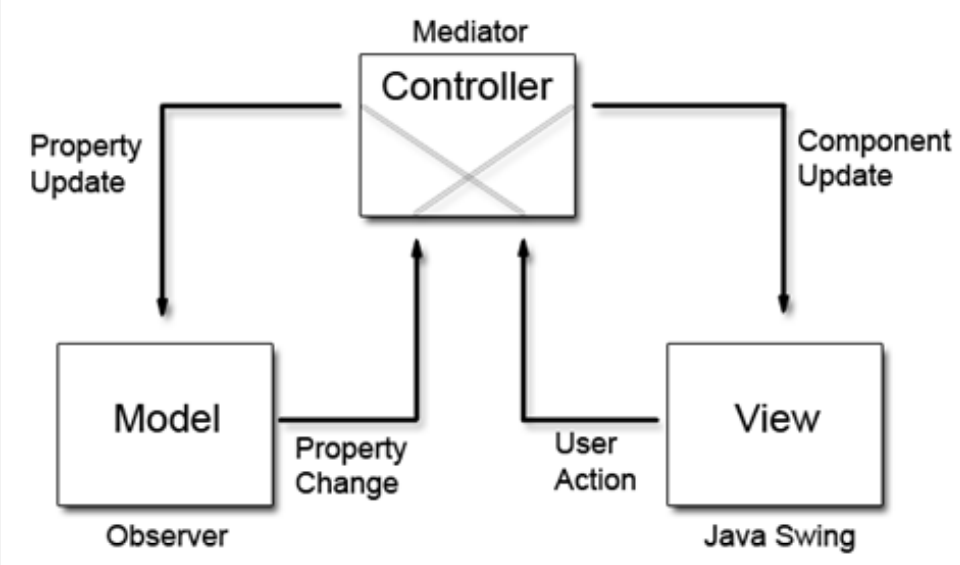 Mediator
Controller
Property
Update
Component
Update
Model
View
Property
Change
User
Action
Observer
Java Swing